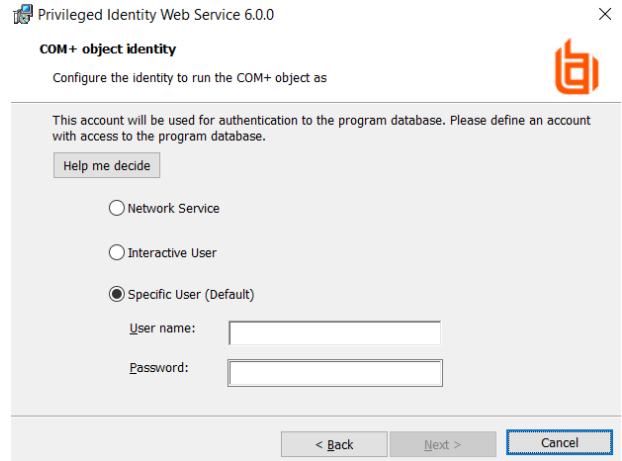 Privileged Identity Web Service 6.0.0
COM+ object identity
Configure the identity to run the COM+ object as
This account will be used for authentication to the program database. Please define an account
with access to the program database.
Help me decide
Network Service
Interactive User
Specific User (Default)
User name:
Password:
< Back
Next >
Cancel